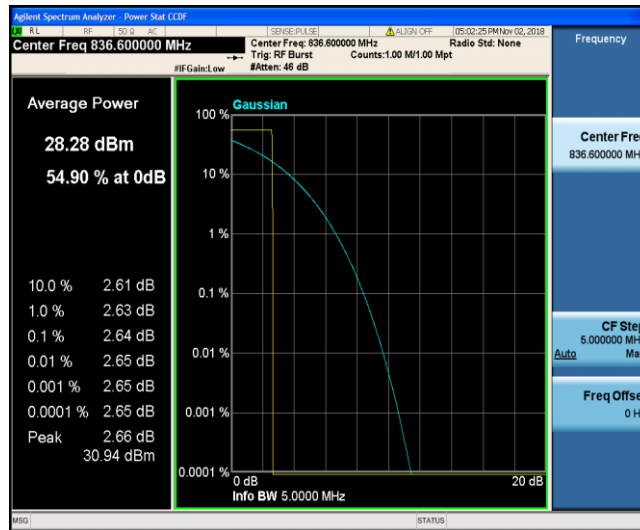 Agilent Spectrum Analyzer - Power Stat CCDF
RL RF 50 Ω AC SENSE:PULSE ALIGN OFF 05:02:25 PM Nov 02, 2018
Center Freq 836.600000 MHz Center Freq: 836.600000 MHz Radio Std: None
Trig: RF Burst Counts:1.00 M/1.00 Mpt
#IFGain:Low #Atten: 46 dB
Frequency
Average Power
28.28 dBm
54.90 % at 0dB
10.0 % 2.61 dB
1.0 % 2.63 dB
0.1 % 2.64 dB
0.01 % 2.65 dB
0.001 % 2.65 dB
0.0001 % 2.65 dB
Peak 2.66 dB
30.94 dBm
Gaussian
100 %
10 %
1 %
0.1 %
0.01 %
0.001 %
0.0001 %
0 dB 20 dB
Info BW 5.0000 MHz
Center Fre
836.600000 MH
CF Step
5.000000 MH
Auto Ma
Freq Offse
0 H
MSG STATUS